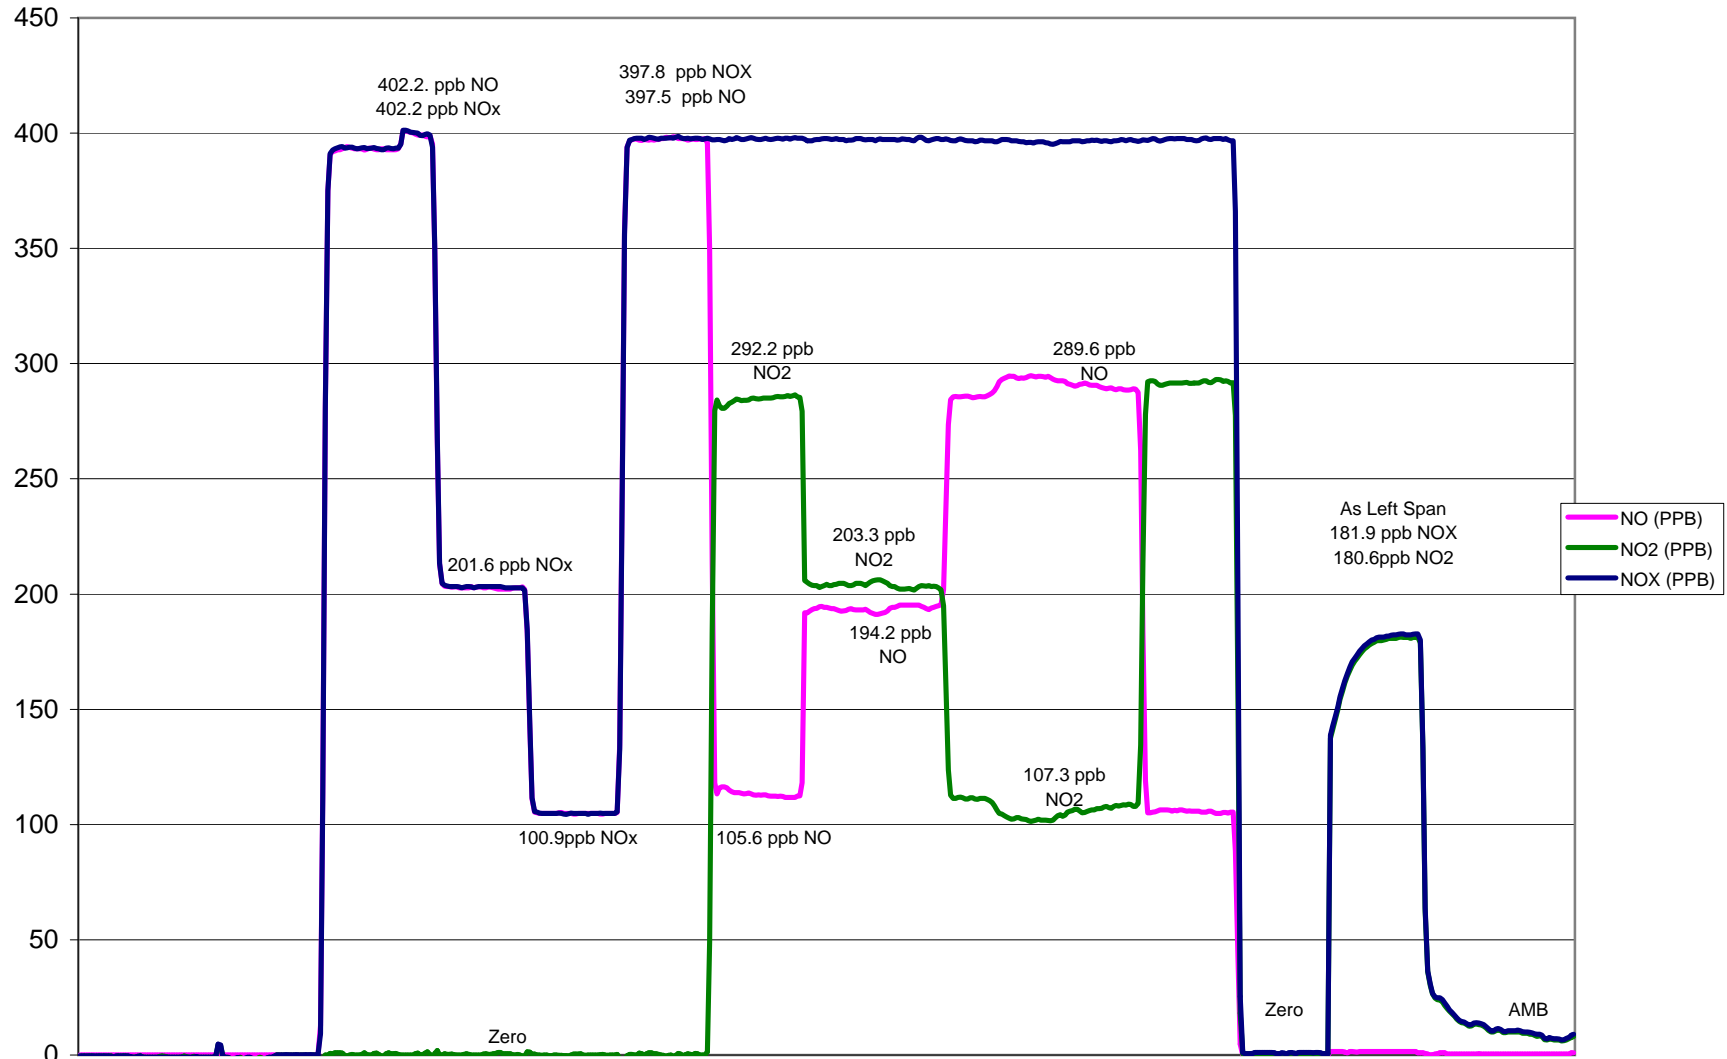 450
400
350
300
250
200
150
100
50
0
402.2. ppb NO
402.2 ppb NOx
397.8  ppb NOX
397.5  ppb NO
292.2 ppb
NO2
289.6 ppb
NO
201.6 ppb NOx
203.3 ppb
NO2
194.2 ppb
NO
As Left Span
181.9 ppb NOX
180.6ppb NO2
NO (PPB)
NO2 (PPB)
NOX (PPB)
107.3 ppb
NO2
100.9ppb NOx
105.6 ppb NO
Zero
Zero
AMB